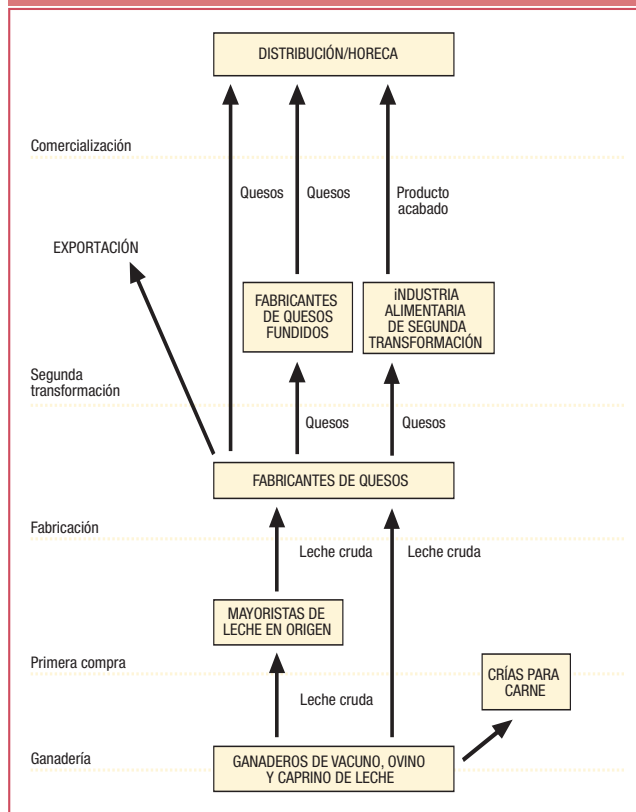 DISTRIBUCIÓN/HORECA
Comercialización
Quesos
Quesos
Producto
acabado
EXPORTACIÓN
FABRICANTES
DE QUESOS
FUNDIDOS
iNDUSTRIA
ALIMENTARIA
DE SEGUNDA
TRANSFORMACIÓN
Segunda
transformación
Quesos
Quesos
FABRICANTES DE QUESOS
Fabricación
Leche cruda
Leche cruda
MAYORISTAS DE
LECHE EN ORIGEN
Primera compra
CRÍAS PARA
CARNE
Leche cruda
Ganadería
GANADEROS DE VACUNO, OVINO
Y CAPRINO DE LECHE